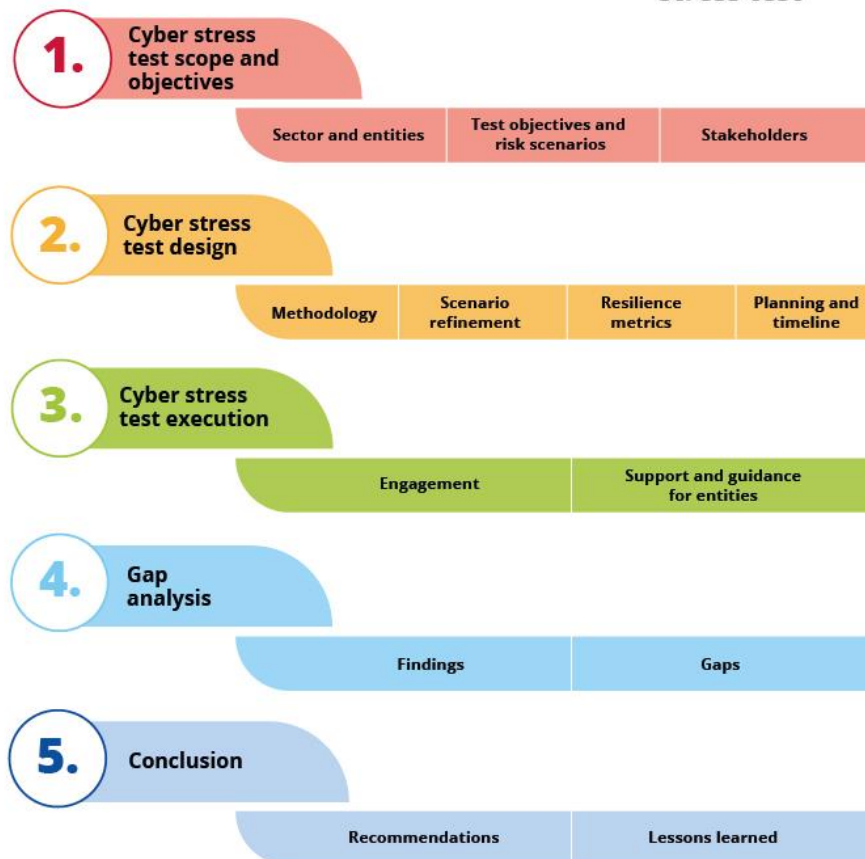 1.
Cyber stress
test scope and
objectives
Sector and entities
Test objectives and
risk scenarios
Stakeholders
2.
Cyber stress
test design
Methodology
Scenario
refinement
Resilience
metrics
Planning and
timeline
3.
Cyber stress
test execution
Engagement
Support and guidance
for entities
4.
Gap
analysis
Findings
Gaps
5.
Conclusion
Recommendations
Lessons learned